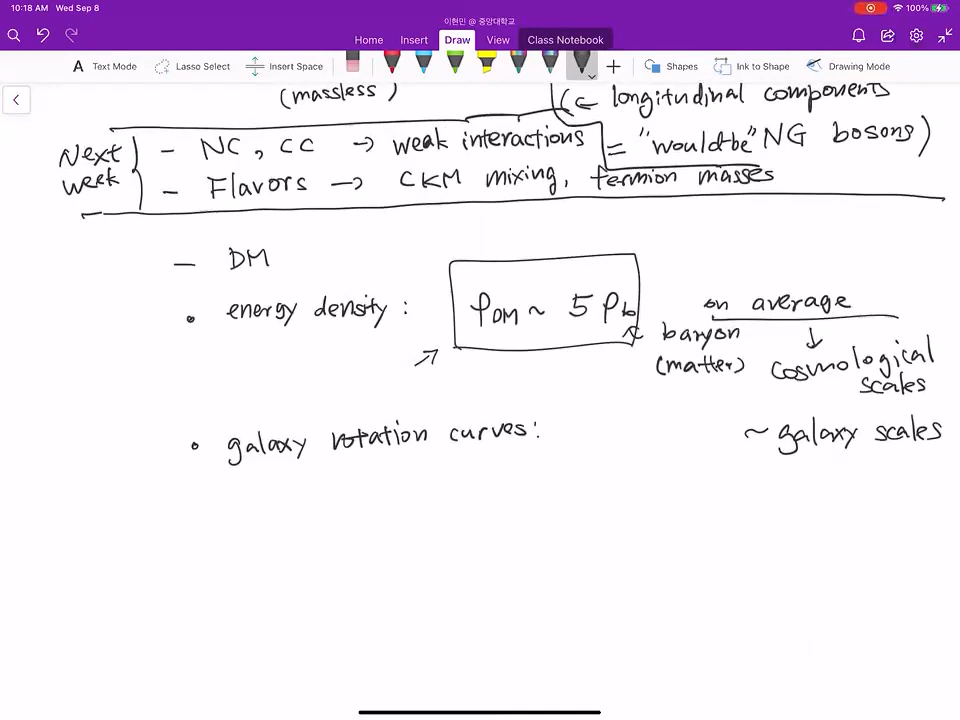 10:18 AM Wed Sep 8
100%
이현민 @ 중앙대학교
Home Insert Draw View Class Notebook
A Text Mode Lasso Select Insert Space Shapes Ink to Shape Drawing Mode
(massless)
(← longitudinal components
= "would be" NG bosons)
Next week
- NC, CC → weak interactions
- Flavors → CKM mixing, fermion masses
- DM
• energy density : ρDM ~ 5 ρb on average
baryon (matter)
↓ cosmological scales
• galaxy rotation curves: ~ galaxy scales